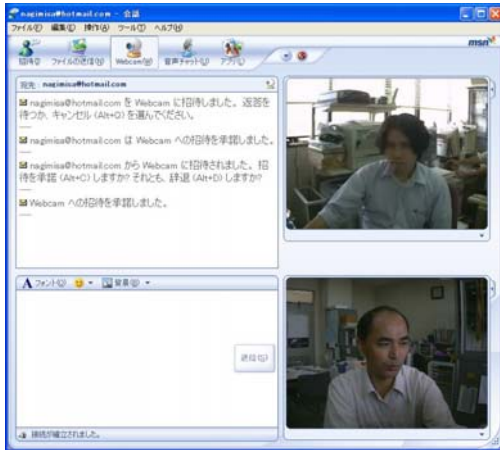 nagimisa@hotmail.com - 会話
ファイル(F) 編集(E) 操作(A) ツール(T) ヘルプ(H)
msn
招待(I) ファイルの送信(N) Webcam(W) 音声チャット(U) アプリ(L)
宛先: nagimisa@hotmail.com
nagimisa@hotmail.com を Webcam に招待しました。返答を
待つか、キャンセル (Alt+Q) を選んでください。
nagimisa@hotmail.com は Webcam への招待を承諾しました。
nagimisa@hotmail.com から Webcam に招待されました。招
待を承諾 (Alt+C) しますか? それとも、辞退 (Alt+D) しますか?
Webcam への招待を承諾しました。
A フォント(O) 背景(B)
送信(S)
接続が確立されました。